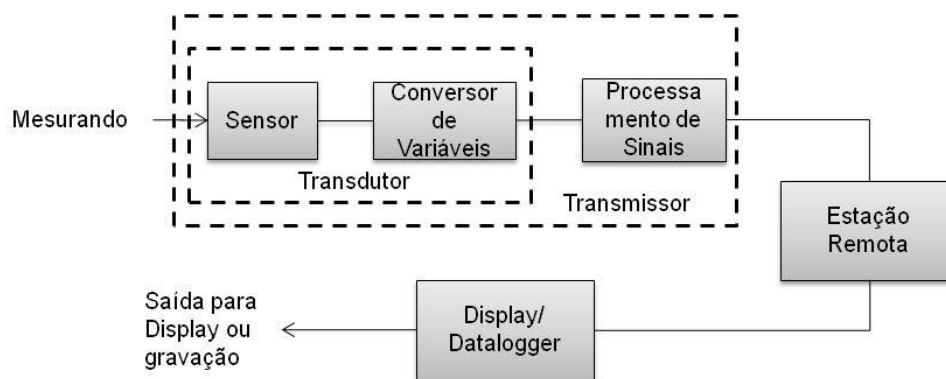 Mesurando
Sensor
Conversor
de
Variáveis
Processa
mento de
Sinais
Transdutor
Transmissor
Estação
Remota
Saída para
Display ou
gravação
Display/
Datalogger